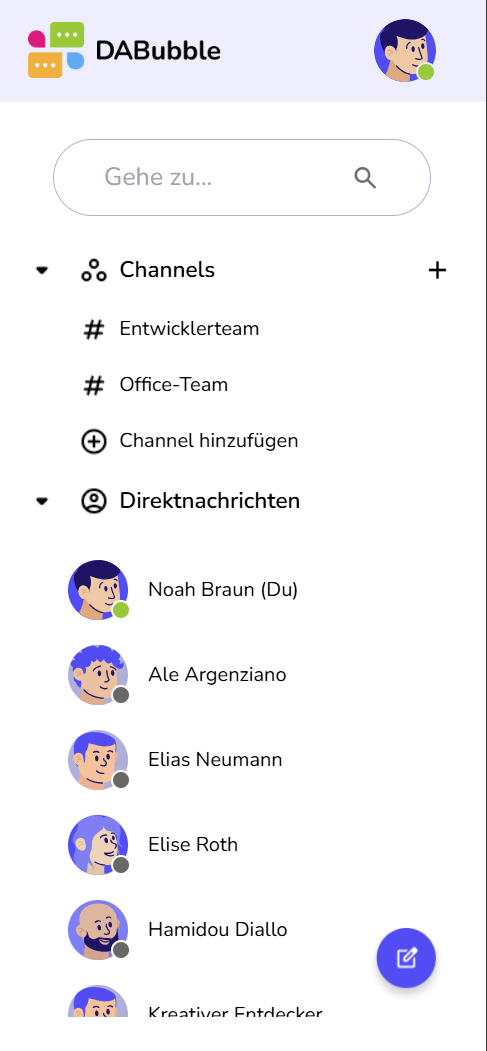 DABubble
Gehe zu...
Channels
Entwicklerteam
Office-Team
Channel hinzufügen
Direktnachrichten
Noah Braun (Du)
Ale Argenziano
Elias Neumann
Elise Roth
Hamidou Diallo
Kreativer Entdecker